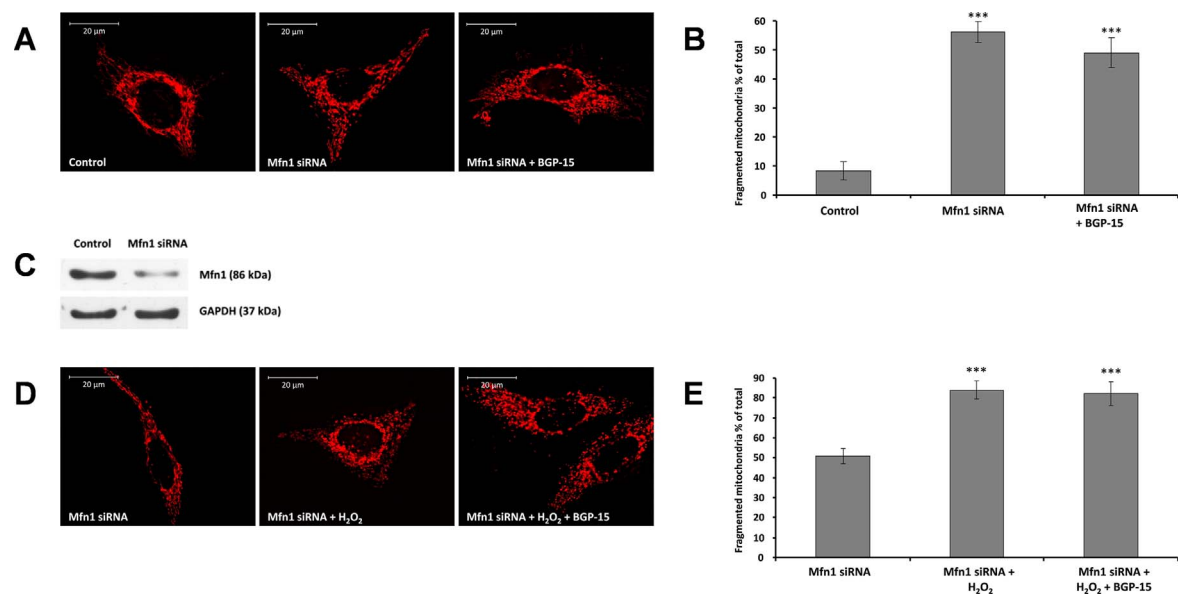 A
20 µm
Control
20 µm
Mfn1 siRNA
20 µm
Mfn1 siRNA + BGP-15
B
Fragmented mitochondria % of total
60
50
40
30
20
10
0
***
***
Control
Mfn1 siRNA
Mfn1 siRNA
+ BGP-15
C
Control Mfn1 siRNA
Mfn1 (86 kDa)
GAPDH (37 kDa)
D
20 µm
Mfn1 siRNA
20 µm
Mfn1 siRNA + H₂O₂
20 µm
Mfn1 siRNA + H₂O₂ + BGP-15
E
Fragmented mitochondria % of total
90
80
70
60
50
40
30
20
10
0
***
***
Mfn1 siRNA
Mfn1 siRNA +
H₂O₂
Mfn1 siRNA +
H₂O₂ + BGP-15